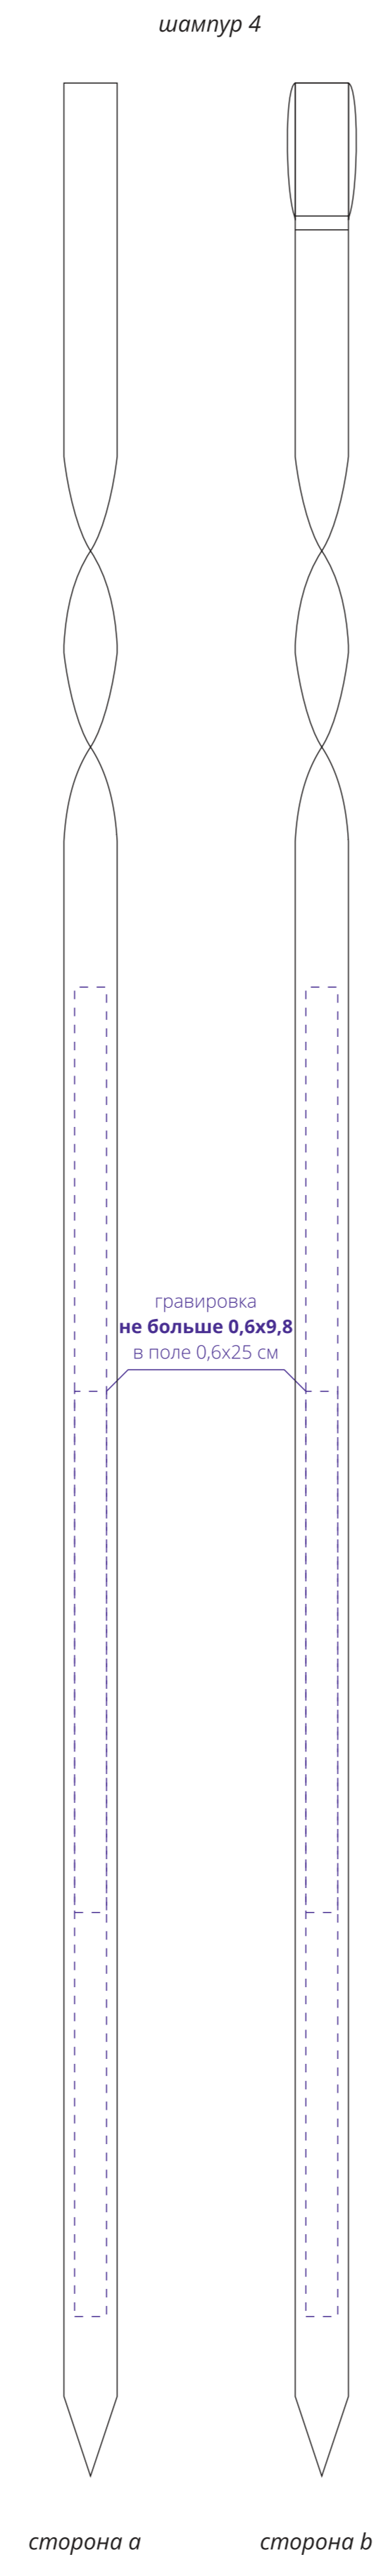 шампур 4
гравировка
не больше 0,6х9,8
в поле 0,6х25 см
сторона a
сторона b